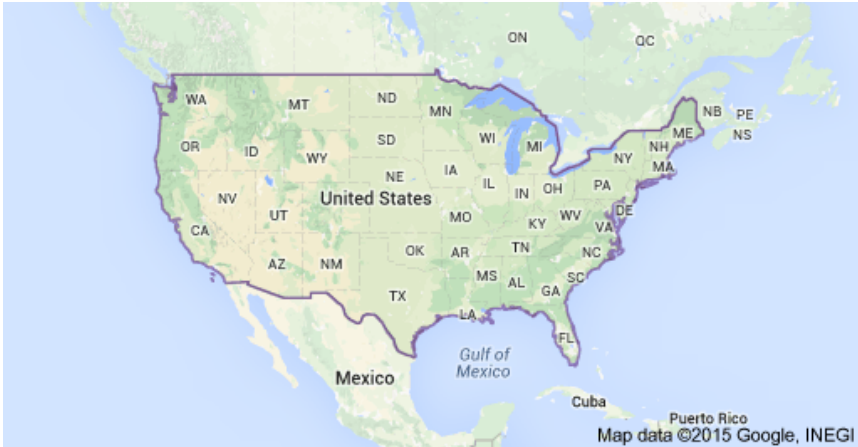 ON
QC
WA
MT
ND
MN
NB
PE
NS
ME
OR
ID
SD
WI
MI
NH
NY
MA
WY
NE
IA
IL
IN
OH
PA
NV
UT
United States
MO
KY
WV
VA
DE
CA
AZ
NM
OK
AR
TN
NC
TX
MS
AL
GA
SC
LA
FL
Gulf of
Mexico
Mexico
Cuba
Puerto Rico
Map data ©2015 Google, INEGI